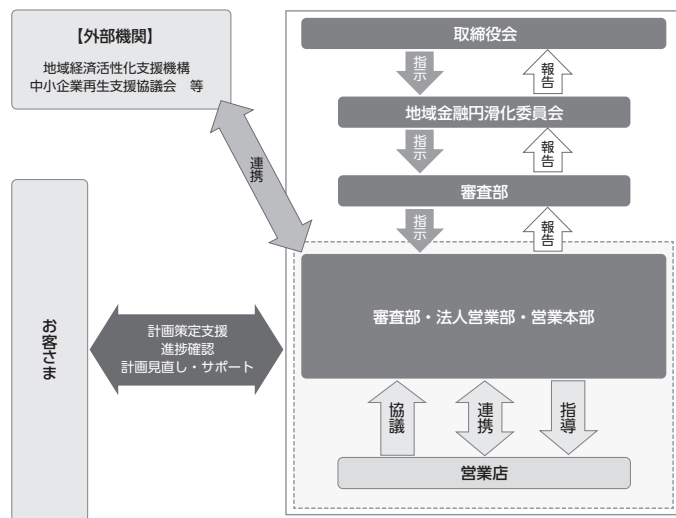 【外部機関】
地域経済活性化支援機構
中小企業再生支援協議会　等
取締役会
指示
報告
地域金融円滑化委員会
指示
報告
連携
審査部
指示
報告
審査部・法人営業部・営業本部
お客さま
計画策定支援
進捗確認
計画見直し・サポート
協議
連携
指導
営業店